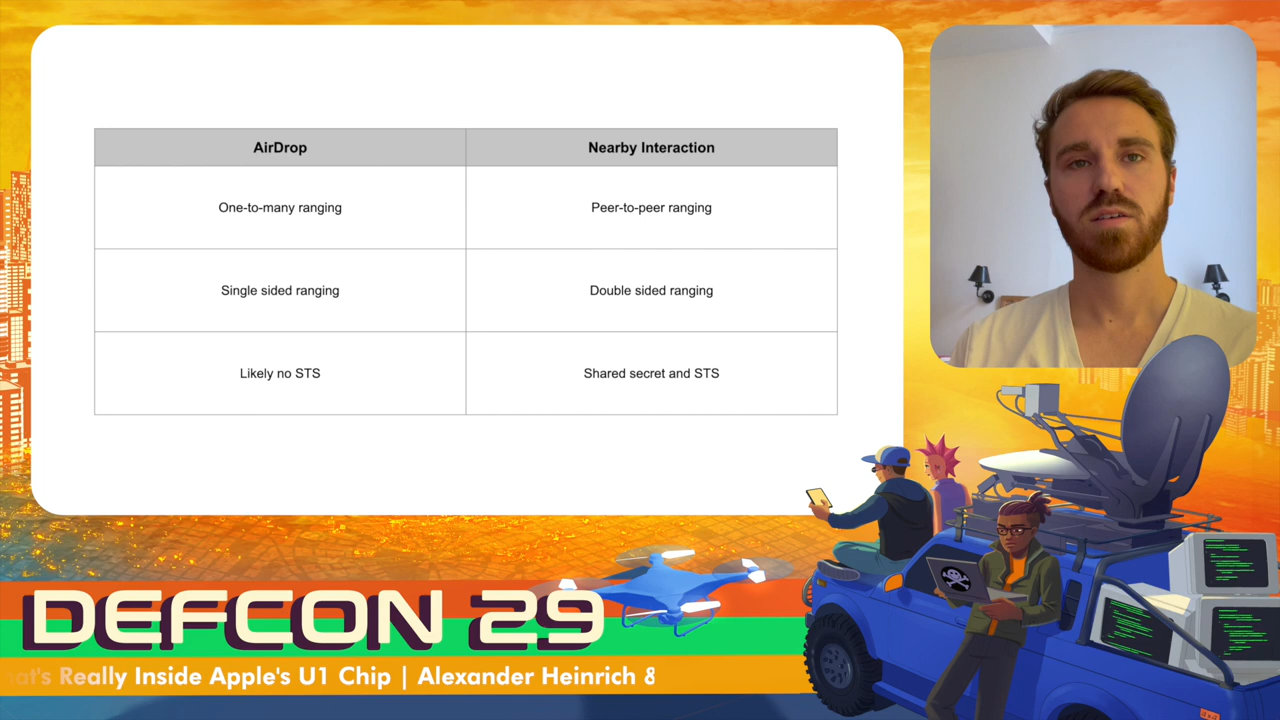 AirDrop
Nearby Interaction
One-to-many ranging
Peer-to-peer ranging
Single sided ranging
Double sided ranging
Likely no STS
Shared secret and STS
DEFCON 29
at's Really Inside Apple's U1 Chip | Alexander Heinrich &